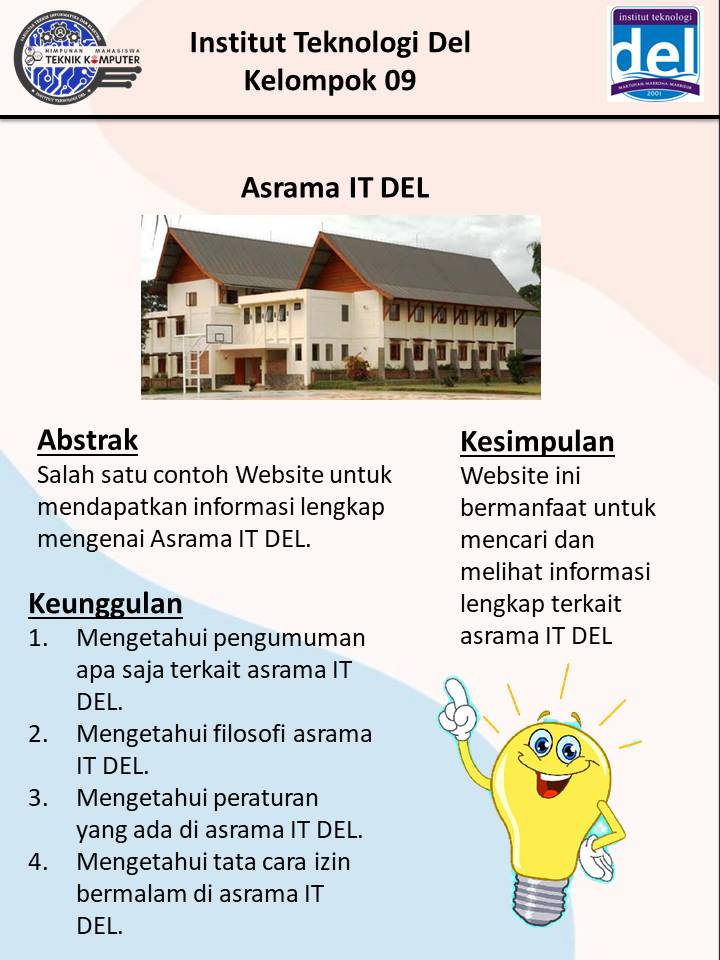 HIMPUNAN MAHASISWA
TEKNIK KOMPUTER
INSTITUT TEKNOLOGI DEL
Institut Teknologi Del
Kelompok 09
institut teknologi
del
MARTUHAN-MARROHA-MARBISUK
2001
Asrama IT DEL
Abstrak
Salah satu contoh Website untuk
mendapatkan informasi lengkap
mengenai Asrama IT DEL.
Keunggulan
1. Mengetahui pengumuman
apa saja terkait asrama IT
DEL.
2. Mengetahui filosofi asrama
IT DEL.
3. Mengetahui peraturan
yang ada di asrama IT DEL.
4. Mengetahui tata cara izin
bermalam di asrama IT
DEL.
Kesimpulan
Website ini
bermanfaat untuk
mencari dan
melihat informasi
lengkap terkait
asrama IT DEL